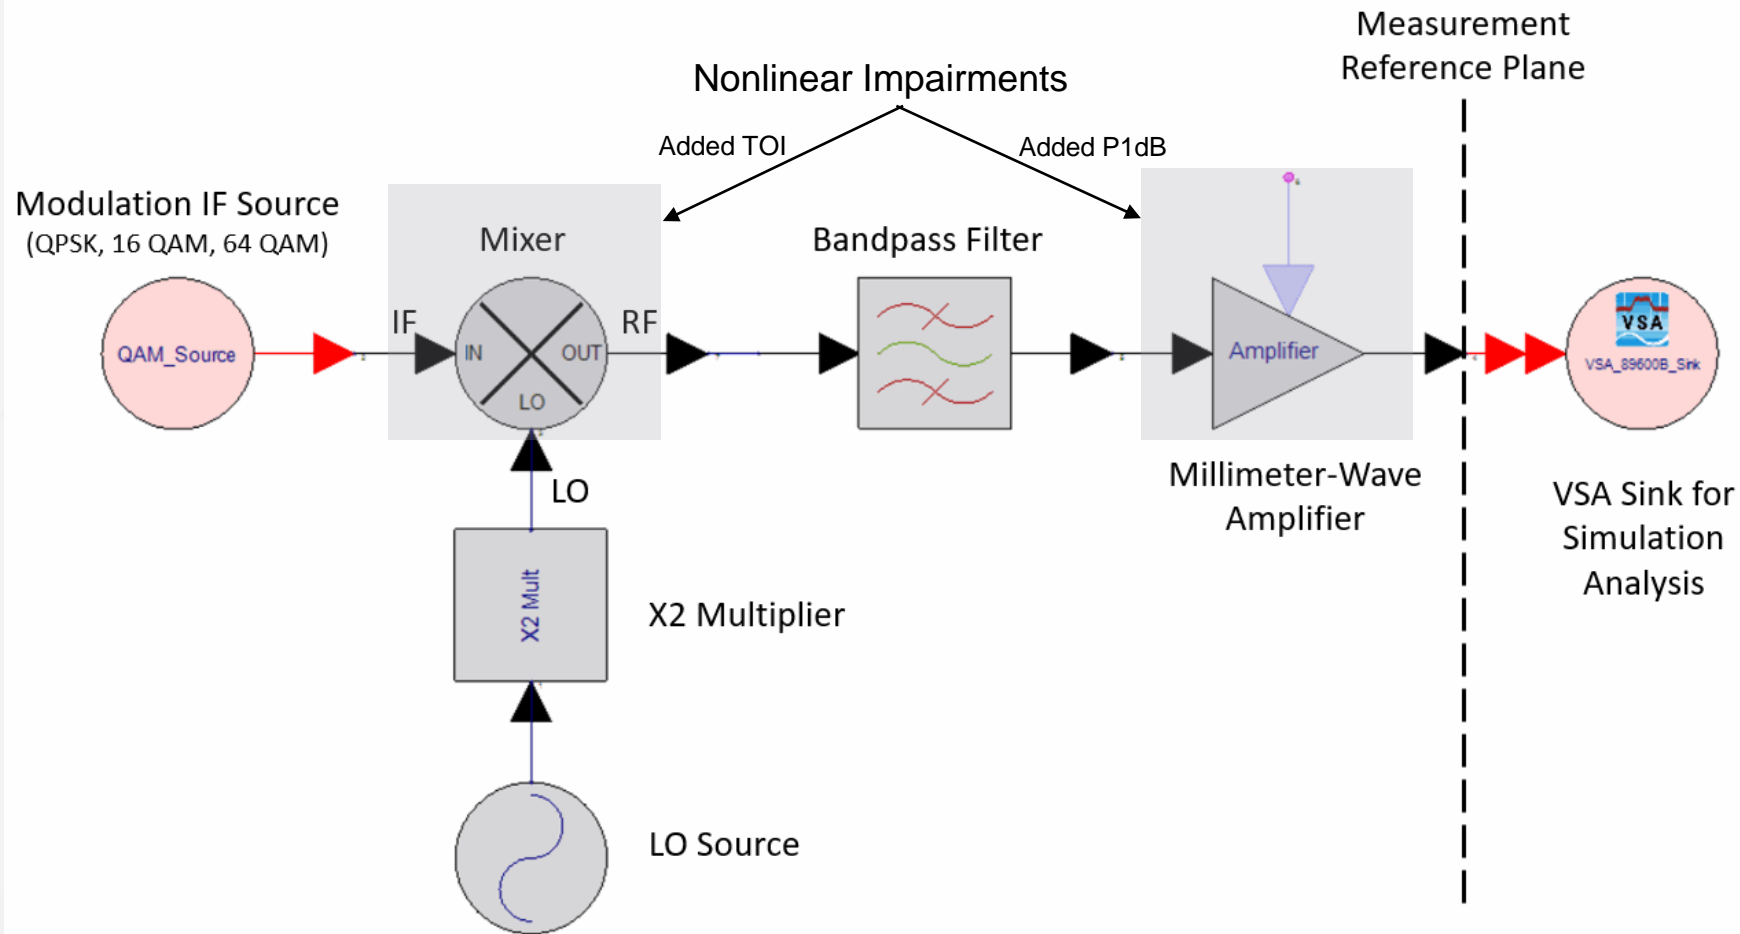 Measurement
Reference Plane
Nonlinear Impairments
Added TOI
Added P1dB
Modulation IF Source
(QPSK, 16 QAM, 64 QAM)
Mixer
Bandpass Filter
IF
RF
QAM_Source
IN
OUT
LO
Amplifier
VSA
VSA_89600B_Sink
LO
Millimeter-Wave
Amplifier
VSA Sink for
Simulation
Analysis
X2 Mult
X2 Multiplier
LO Source